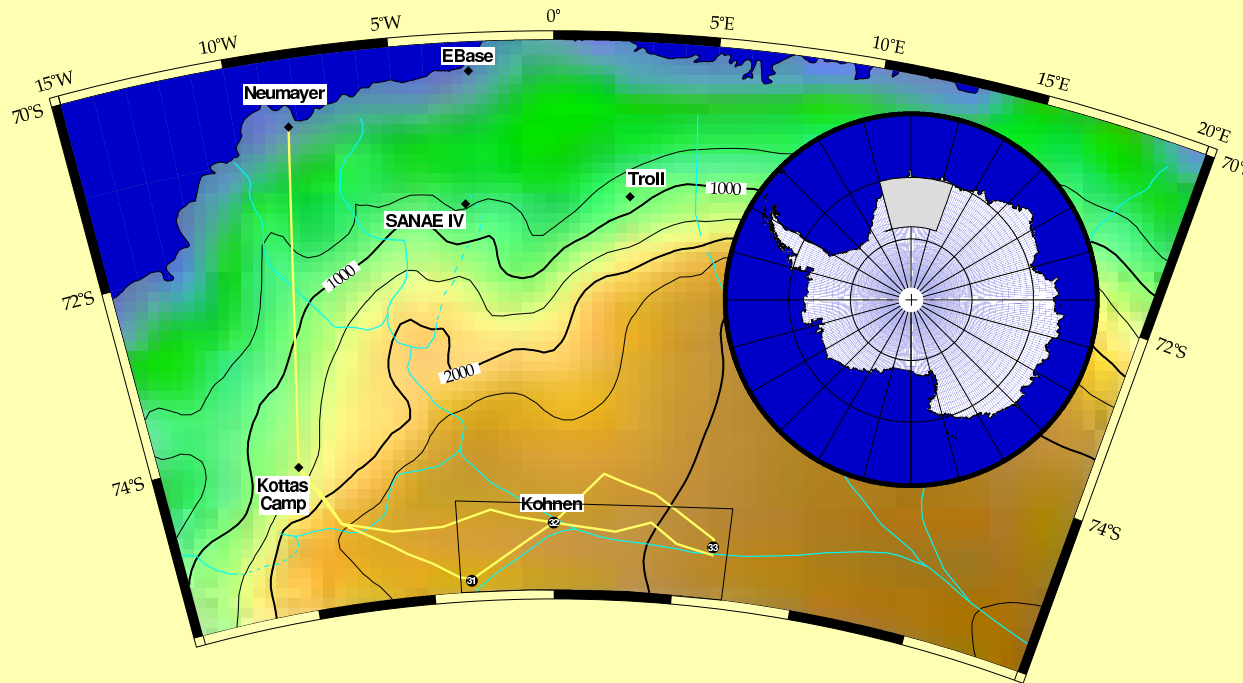 0°
5°W
5°E
10°W
10°E
15°W
15°E
20°E
70°S
70°
EBase
Neumayer
Troll
1000
SANAE IV
1000
72°S
72°S
2000
74°S
74°S
Kottas
Camp
Kohnen
32
33
31